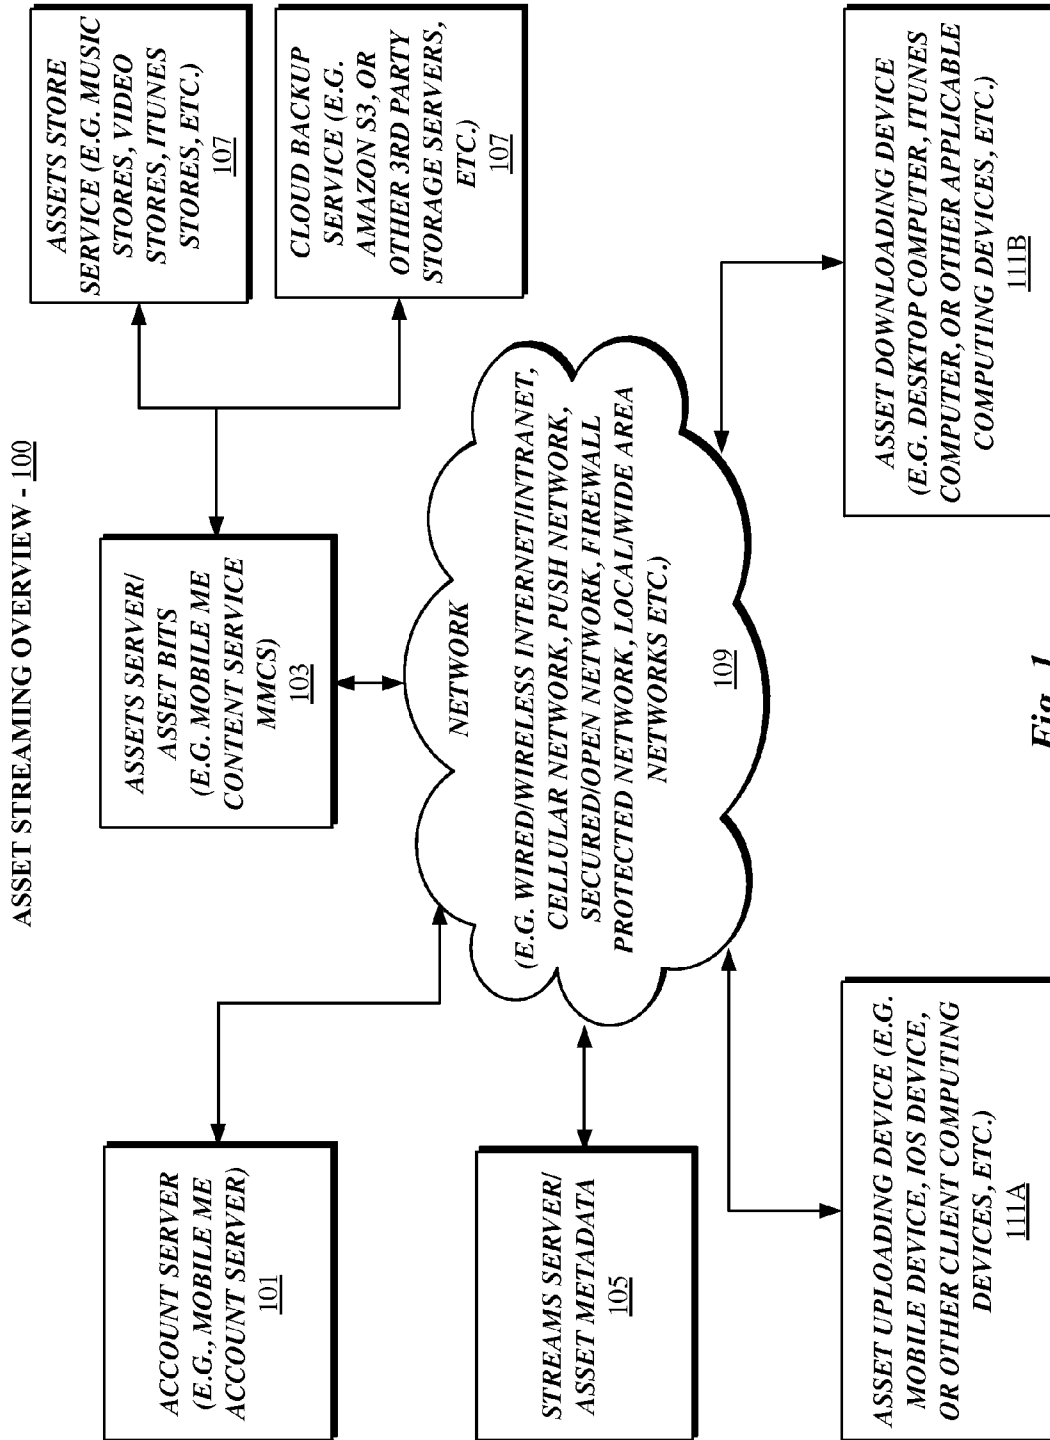 ASSET STREAMING OVERVIEW - 100
ACCOUNT SERVER
(E.G., MOBILE ME
ACCOUNT SERVER)
101
ASSETS SERVER/
ASSET BITS
(E.G. MOBILE ME
CONTENT SERVICE
MMCS)
103
ASSETS STORE
SERVICE (E.G. MUSIC
STORES, VIDEO
STORES, ITUNES
STORES, ETC.)
107
CLOUD BACKUP
SERVICE (E.G.
AMAZON S3, OR
OTHER 3RD PARTY
STORAGE SERVERS,
ETC.)
107
STREAMS SERVER/
ASSET METADATA
105
NETWORK
(E.G. WIRED/WIRELESS INTERNET/INTRANET,
CELLULAR NETWORK, PUSH NETWORK,
SECURED/OPEN NETWORK, FIREWALL
PROTECTED NETWORK, LOCAL/WIDE AREA
NETWORKS ETC.)
109
ASSET UPLOADING DEVICE (E.G.
MOBILE DEVICE, IOS DEVICE,
OR OTHER CLIENT COMPUTING
DEVICES, ETC.)
111A
ASSET DOWNLOADING DEVICE
(E.G. DESKTOP COMPUTER, ITUNES
COMPUTER, OR OTHER APPLICABLE
COMPUTING DEVICES, ETC.)
111B
Fig. 1